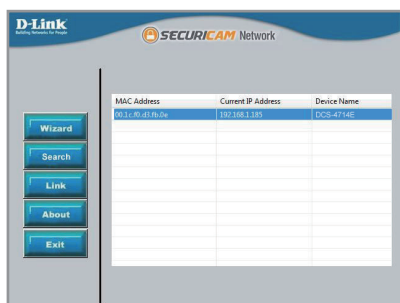 D-Link
Building Networks for People
SECURICAM Network
MAC Address Current IP Address Device Name
00.1c.f0.d3.fb.0e 192.168.1.185 DCS-4714E
Wizard
Search
Link
About
Exit